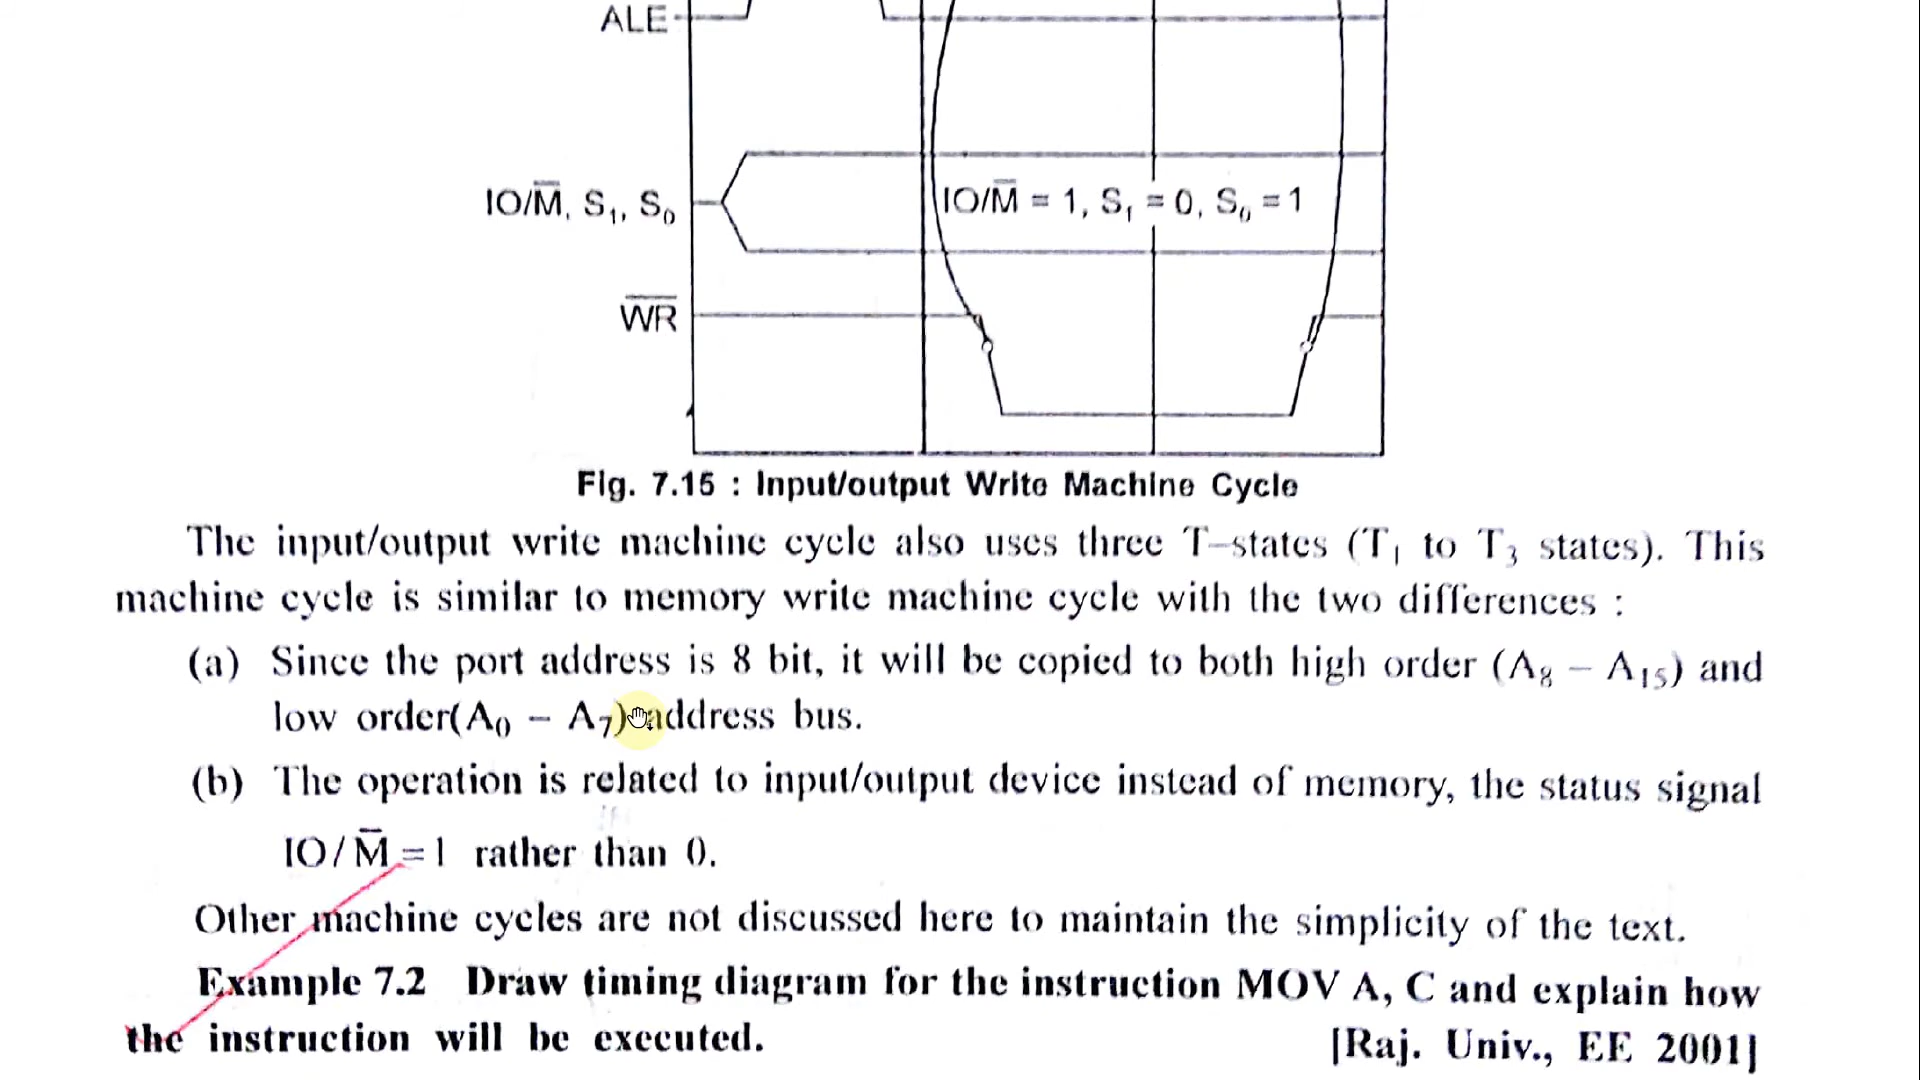 ALE
IO/M̅, S₁, S₀
IO/M̅ = 1, S₁ = 0, S₀ = 1
W̅R̅
Fig. 7.15 : Input/output Write Machine Cycle
The input/output write machine cycle also uses three T–states (T₁ to T₃ states). This
machine cycle is similar to memory write machine cycle with the two differences :
(a) Since the port address is 8 bit, it will be copied to both high order (A₈ – A₁₅) and
low order(A₀ – A₇) address bus.
(b) The operation is related to input/output device instead of memory, the status signal
IO/M̅ = 1 rather than 0.
Other machine cycles are not discussed here to maintain the simplicity of the text.
Example 7.2 Draw timing diagram for the instruction MOV A, C and explain how
the instruction will be executed. [Raj. Univ., EE 2001]